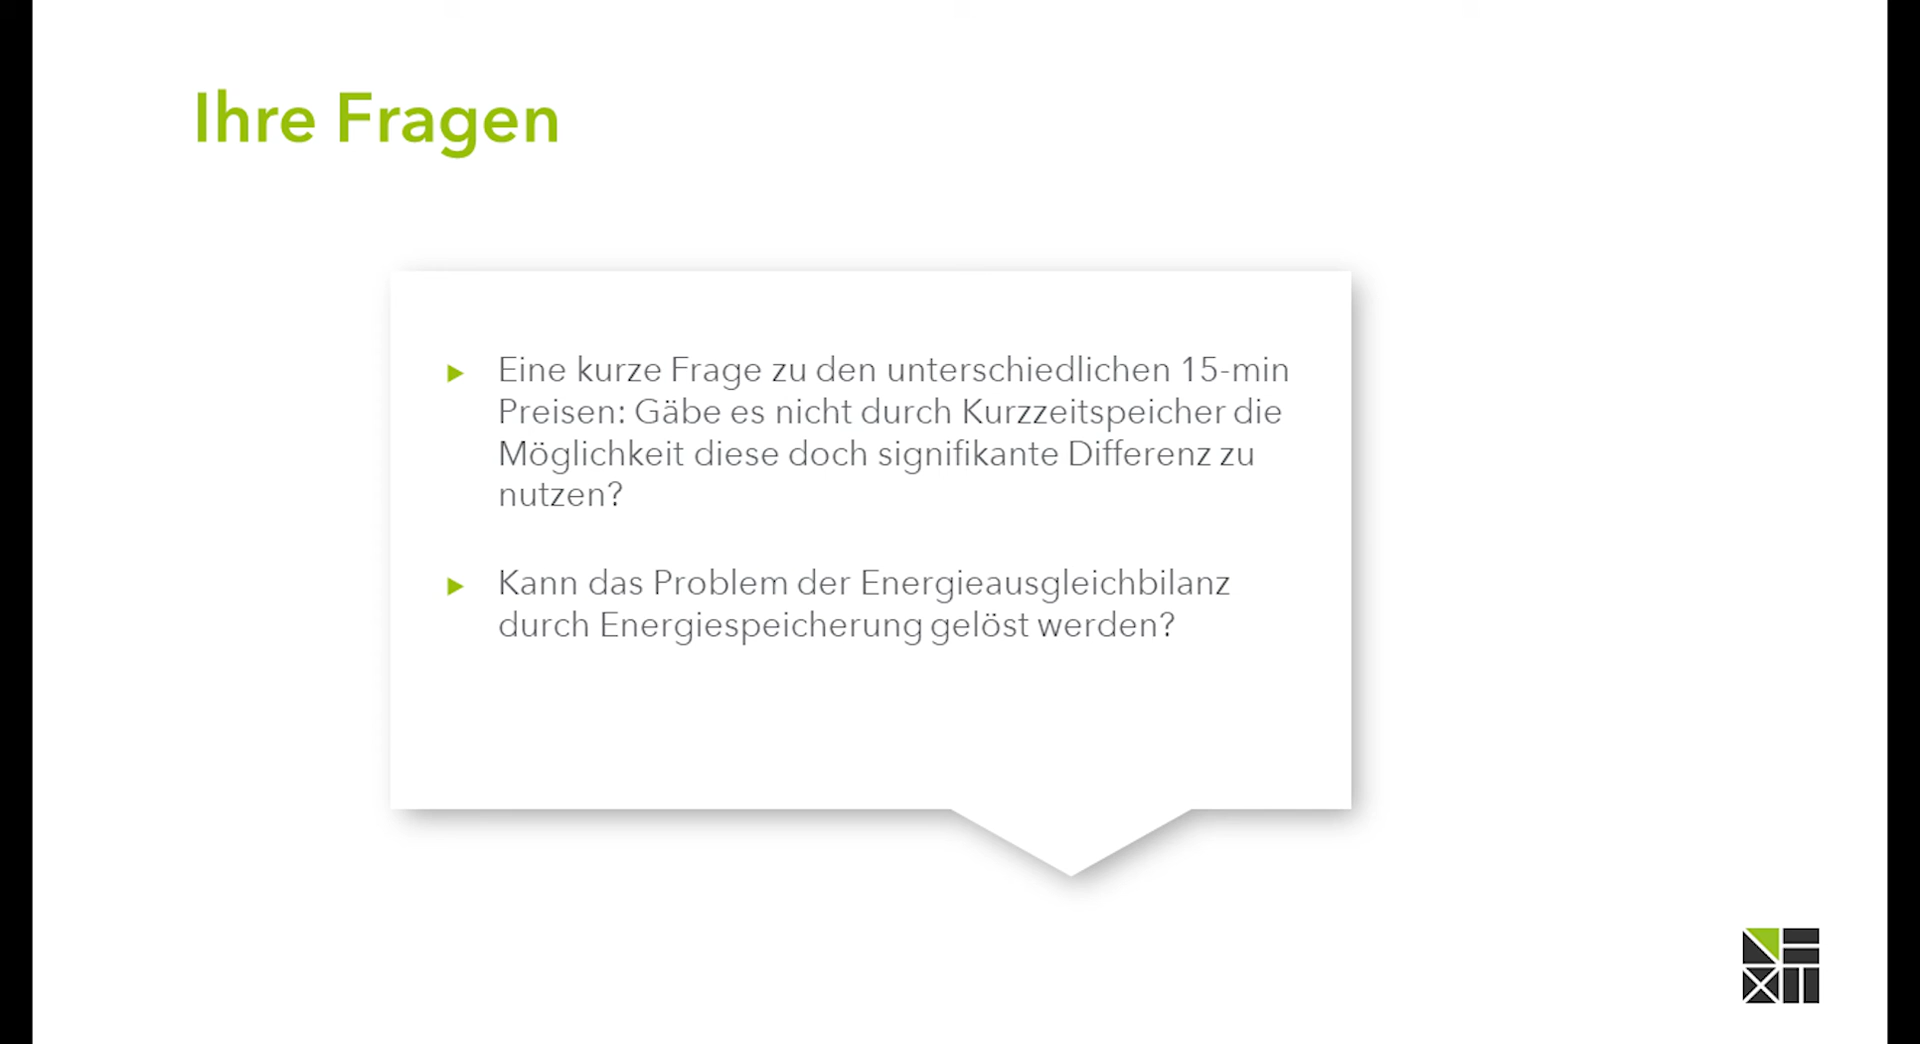 Ihre Fragen
Eine kurze Frage zu den unterschiedlichen 15-min
Preisen: Gäbe es nicht durch Kurzzeitspeicher die
Möglichkeit diese doch signifikante Differenz zu
nutzen?
Kann das Problem der Energieausgleichbilanz
durch Energiespeicherung gelöst werden?
NEXT